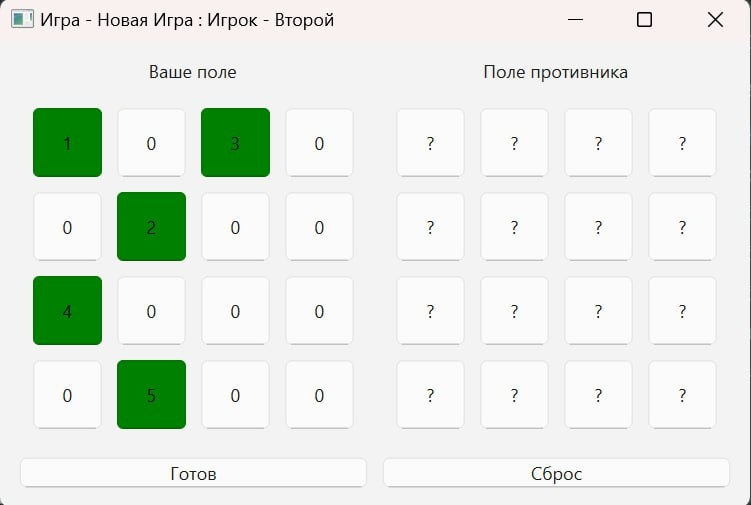 Игра - Новая Игра : Игрок - Второй
Ваше поле Поле противника
1 0 3 0 ? ? ? ?
0 2 0 0 ? ? ? ?
4 0 0 0 ? ? ? ?
0 5 0 0 ? ? ? ?
Готов Сброс